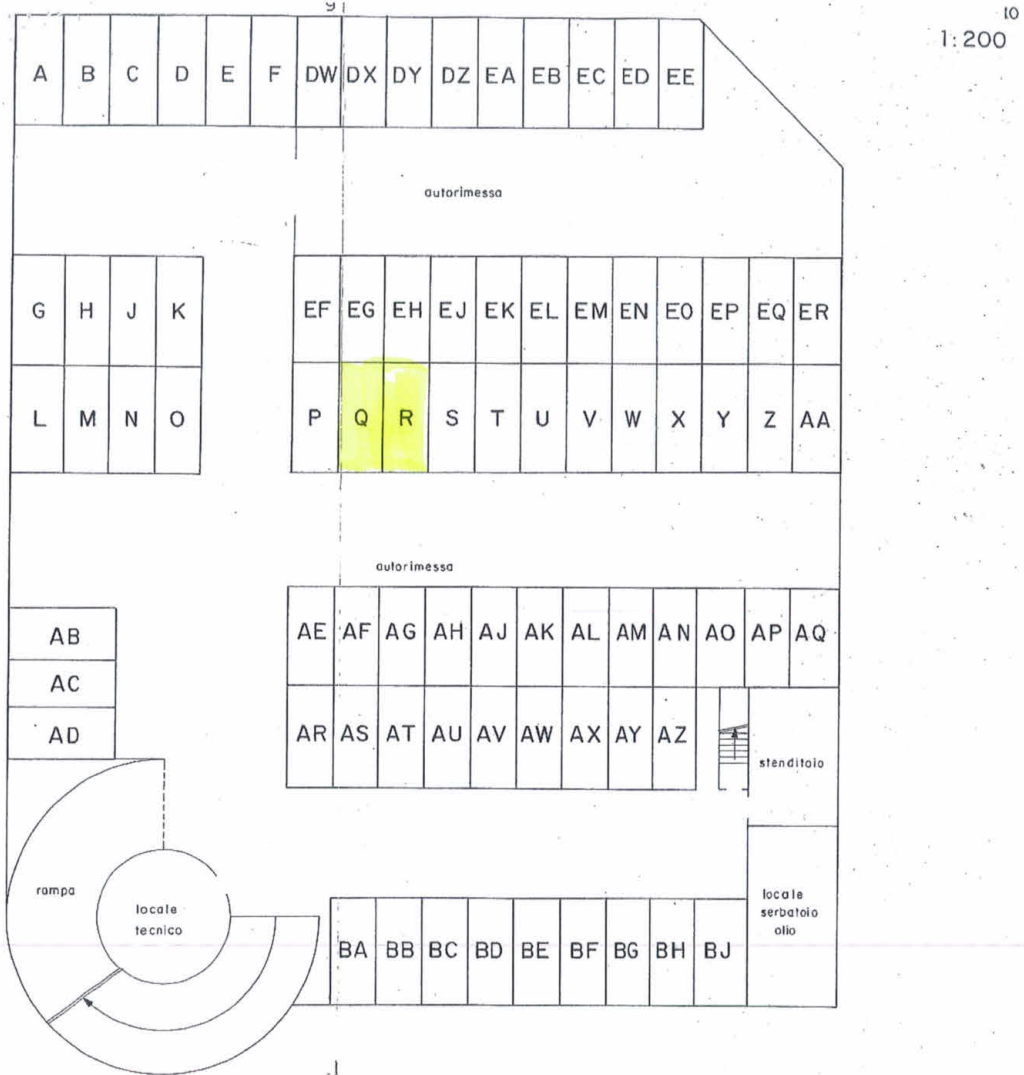 9
10
1:200
A B C D E F DW DX DY DZ EA EB EC ED EE
autorimessa
G H J K EF EG EH EJ EK EL EM EN EO EP EQ ER
L M N O P Q R S T U V W X Y Z AA
autorimessa
AB AE AF AG AH AJ AK AL AM AN AO AP AQ
AC
AD AR AS AT AU AV AW AX AY AZ
stenditoio
rampa
locale
tecnico
locale
serbatoio
olio
BA BB BC BD BE BF BG BH BJ